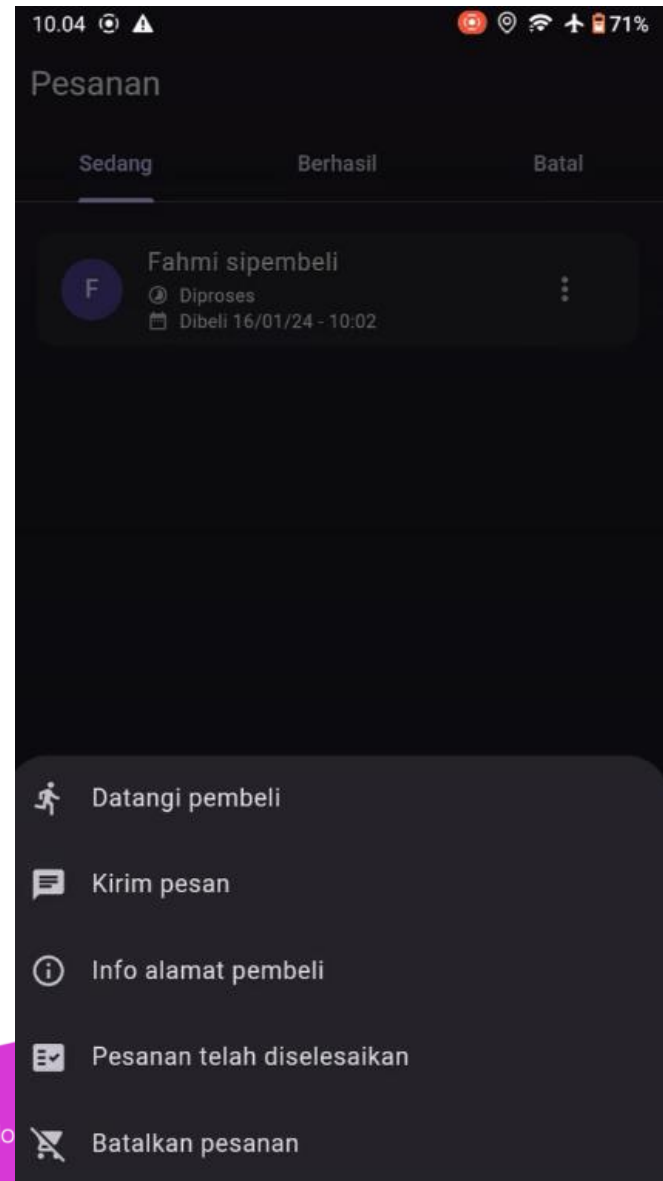 10.04
71%
Pesanan
Sedang Berhasil Batal
F
Fahmi sipembeli
Diproses
Dibeli 16/01/24 - 10:02
Datangi pembeli
Kirim pesan
Info alamat pembeli
Pesanan telah diselesaikan
Batalkan pesanan